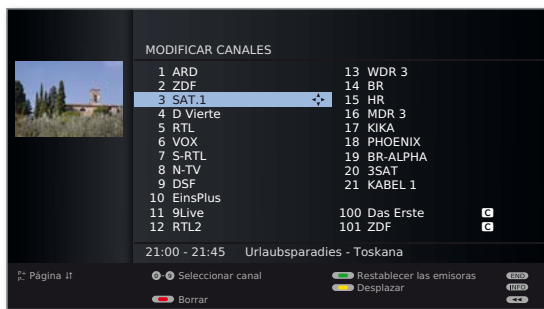 MODIFICAR CANALES
1 ARD
2 ZDF
3 SAT.1
4 D Vierte
5 RTL
6 VOX
7 S-RTL
8 N-TV
9 DSF
10 EinsPlus
11 9Live
12 RTL2
13 WDR 3
14 BR
15 HR
16 MDR 3
17 KIKA
18 PHOENIX
19 BR-ALPHA
20 3SAT
21 KABEL 1
100 Das Erste C
101 ZDF C
21:00 - 21:45 Urlaubsparadies - Toskana
P+ P- Página
Seleccionar canal
Restablecer las emisoras
END
Desplazar
INFO
Borrar